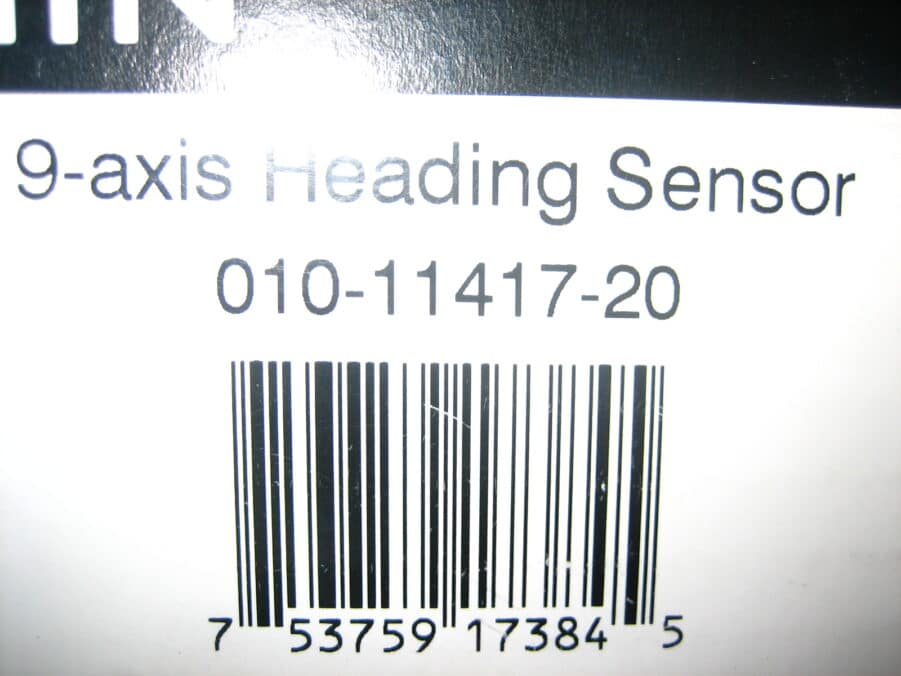 9-axis Heading Sensor
010-11417-20
7 53759 17384 5